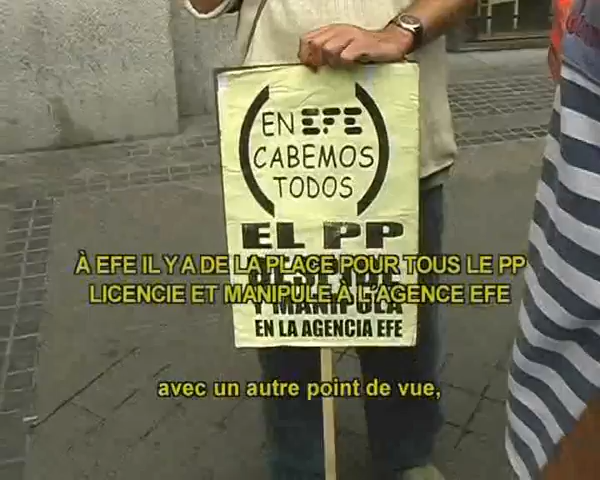 EN EFE
CABEMOS
TODOS
EL PP
Y MANIPULA
EN LA AGENCIA EFE
À EFE IL Y A DE LA PLACE POUR TOUS LE PP
LICENCIE ET MANIPULE À L'AGENCE EFE
avec un autre point de vue,